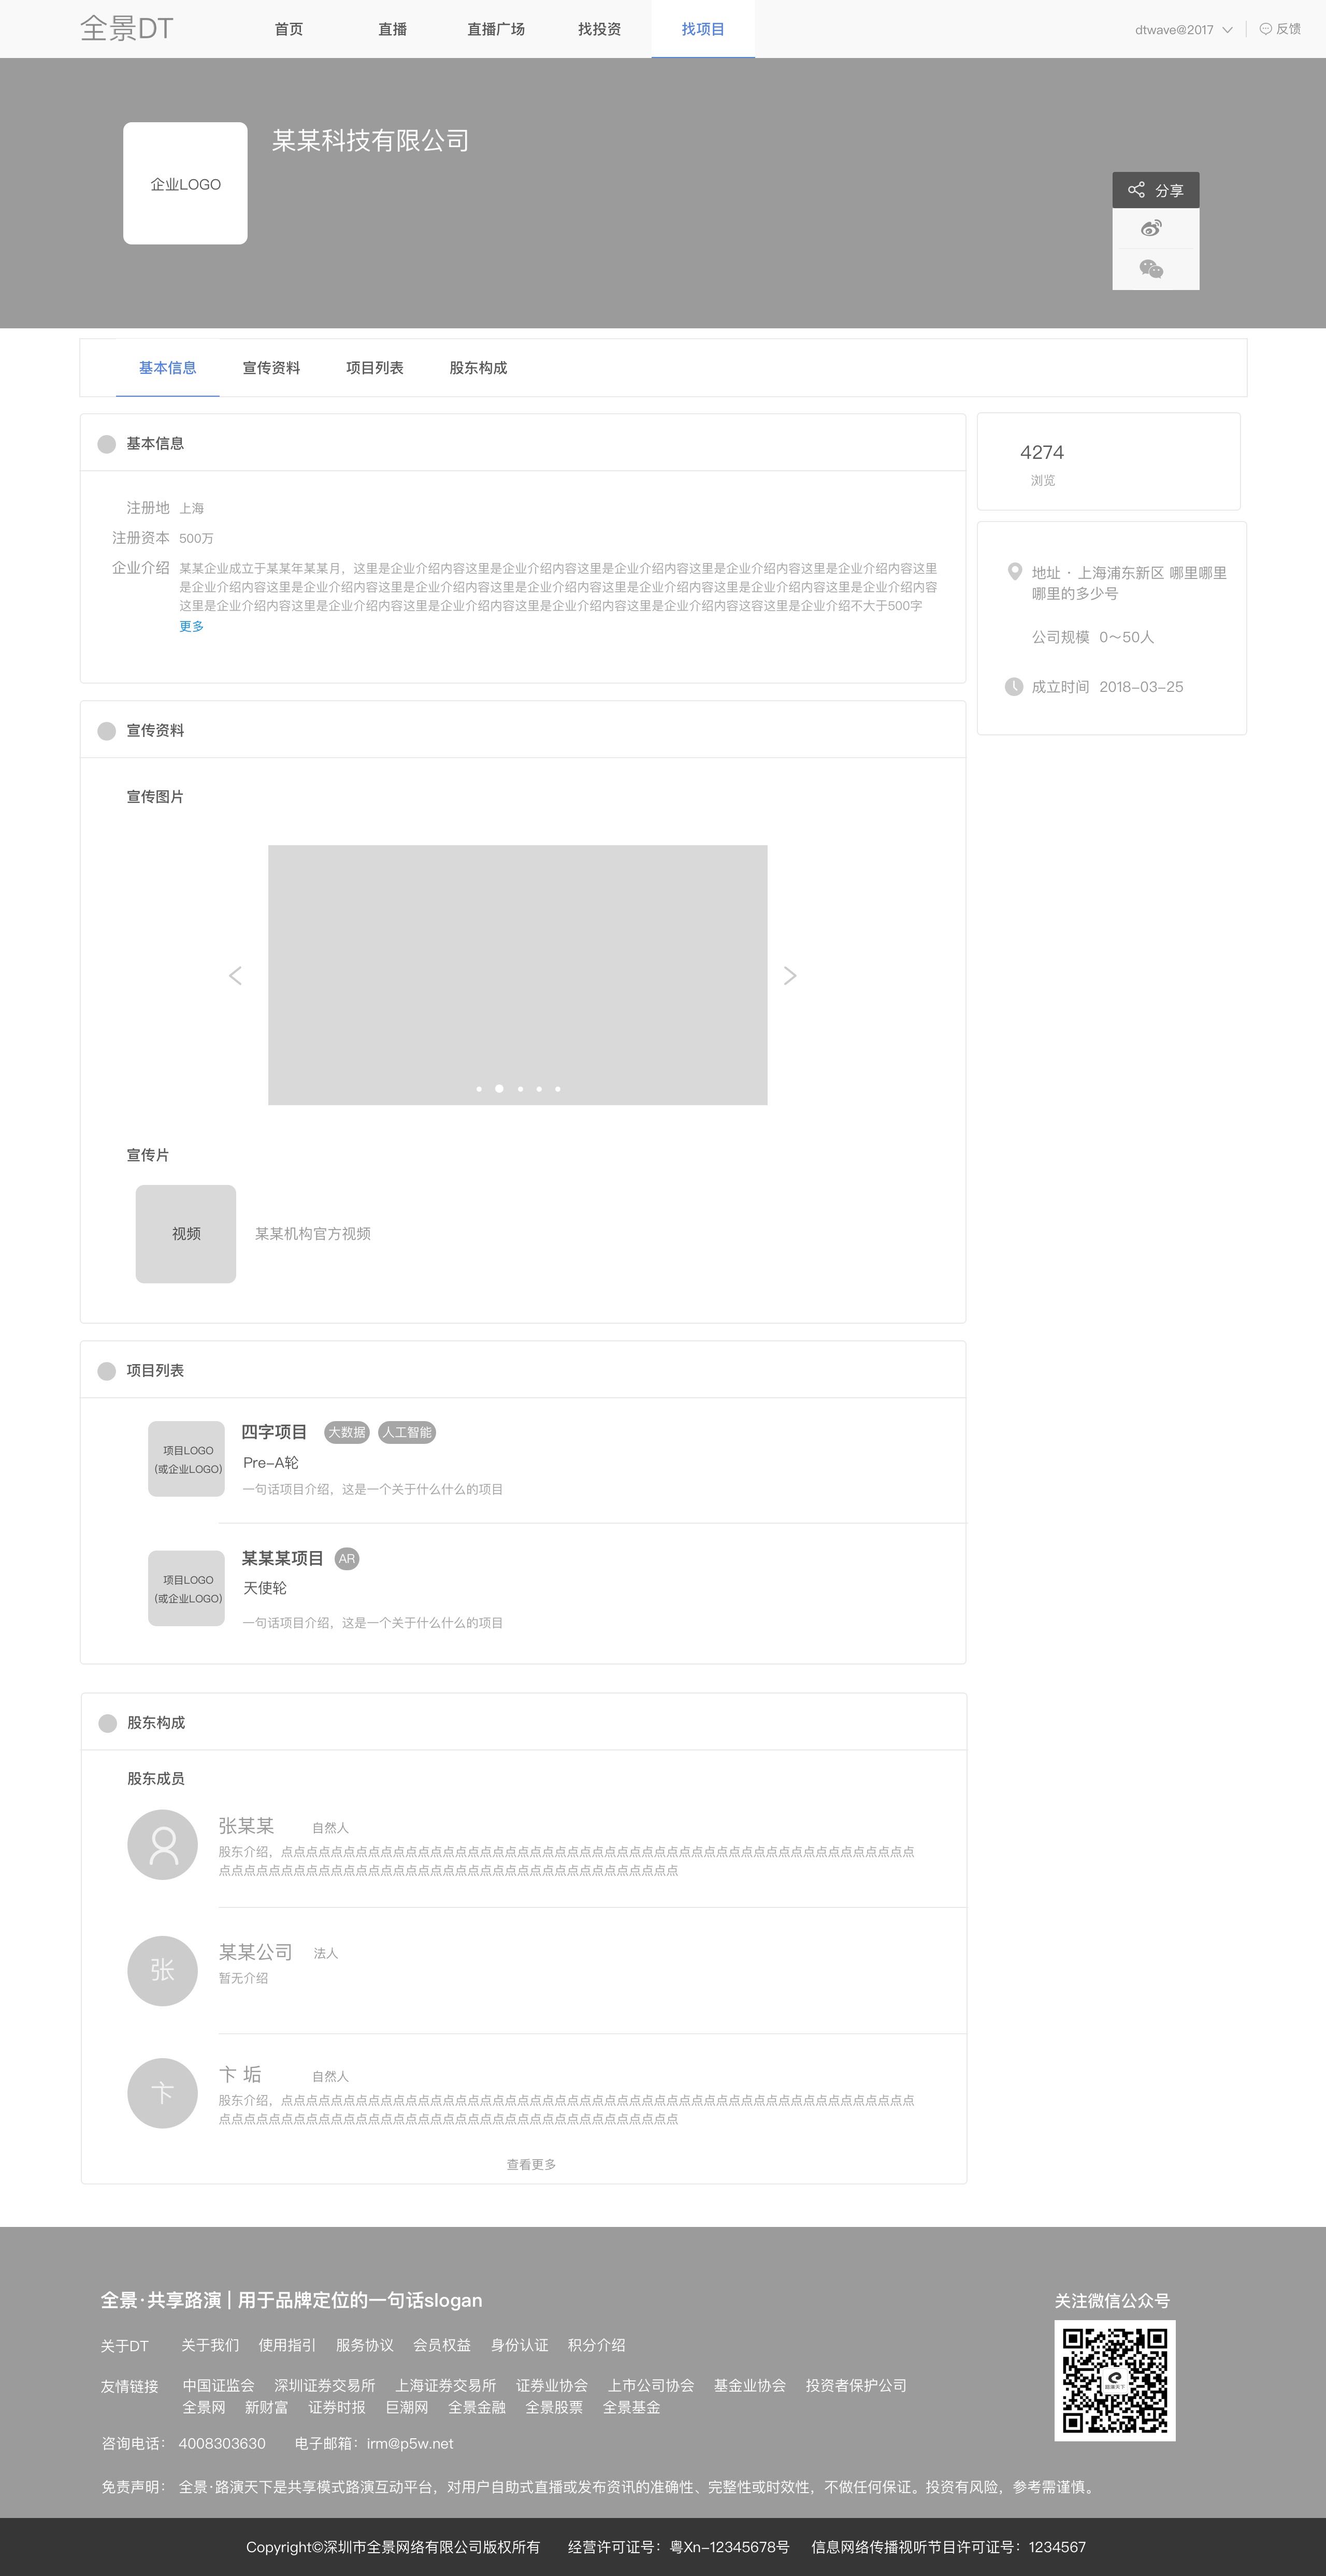 全景DT
首页
直播
直播广场
找投资
找项目
dtwave@2017
反馈
企业LOGO
某某科技有限公司
分享
基本信息
宣传资料
项目列表
股东构成
基本信息
注册地 上海
注册资本 500万
企业介绍 某某企业成立于某某年某某月，这里是企业介绍内容这里是企业介绍内容这里是企业介绍内容这里是企业介绍内容这里是企业介绍内容这里
是企业介绍内容这里是企业介绍内容这里是企业介绍内容这里是企业介绍内容这里是企业介绍内容这里是企业介绍内容这里是企业介绍内容
这里是企业介绍内容这里是企业介绍内容这里是企业介绍内容这里是企业介绍内容这里是企业介绍内容这容这里是企业介绍不大于500字
更多
4274
浏览
地址 · 上海浦东新区 哪里哪里
哪里的多少号
公司规模 0～50人
成立时间 2018-03-25
宣传资料
宣传图片
宣传片
视频
某某机构官方视频
项目列表
项目LOGO
(或企业LOGO)
四字项目 大数据 人工智能
Pre-A轮
一句话项目介绍，这是一个关于什么什么的项目
项目LOGO
(或企业LOGO)
某某某项目 AR
天使轮
一句话项目介绍，这是一个关于什么什么的项目
股东构成
股东成员
张某某 自然人
股东介绍，点点点点点点点点点点点点点点点点点点点点点点点点点点点点点点点点点点点点点点点点点点点点点点点点点点点
点点点点点点点点点点点点点点点点点点点点点点点点点点点点点点点点点点点点点
张
某某公司 法人
暂无介绍
卞
卞 垢 自然人
股东介绍，点点点点点点点点点点点点点点点点点点点点点点点点点点点点点点点点点点点点点点点点点点点点点点点点点点点
点点点点点点点点点点点点点点点点点点点点点点点点点点点点点点点点点点点点点
查看更多
全景·共享路演 | 用于品牌定位的一句话slogan
关于DT 关于我们 使用指引 服务协议 会员权益 身份认证 积分介绍
友情链接 中国证监会 深圳证券交易所 上海证券交易所 证券业协会 上市公司协会 基金业协会 投资者保护公司
全景网 新财富 证券时报 巨潮网 全景金融 全景股票 全景基金
咨询电话： 4008303630 电子邮箱：irm@p5w.net
免责声明： 全景·路演天下是共享模式路演互动平台，对用户自助式直播或发布资讯的准确性、完整性或时效性，不做任何保证。投资有风险，参考需谨慎。
关注微信公众号
路演天下
Copyright©深圳市全景网络有限公司版权所有 经营许可证号：粤Xn-12345678号 信息网络传播视听节目许可证号：1234567